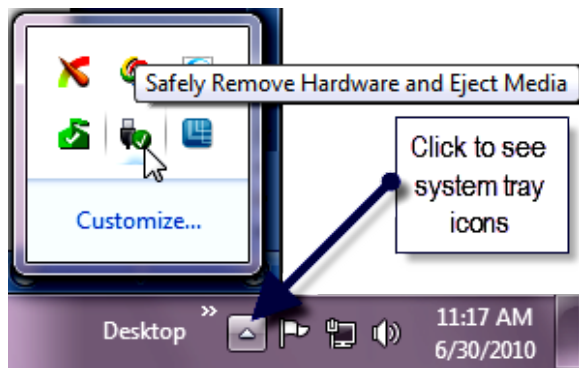 Safely Remove Hardware and Eject Media
Click to see
system tray
icons
Customize...
Desktop »
11:17 AM
6/30/2010